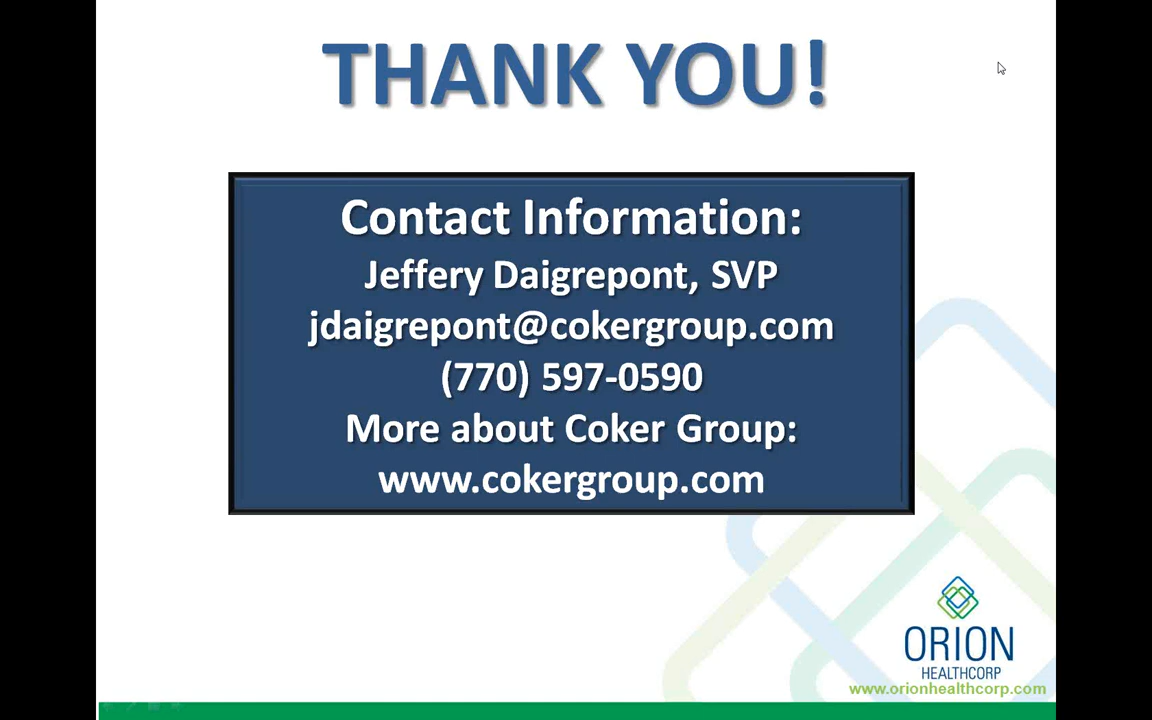 THANK YOU!
Contact Information:
Jeffery Daigrepont, SVP
jdaigrepont@cokergroup.com
(770) 597-0590
More about Coker Group:
www.cokergroup.com
ORION
HEALTHCORP
www.orionhealthcorp.com